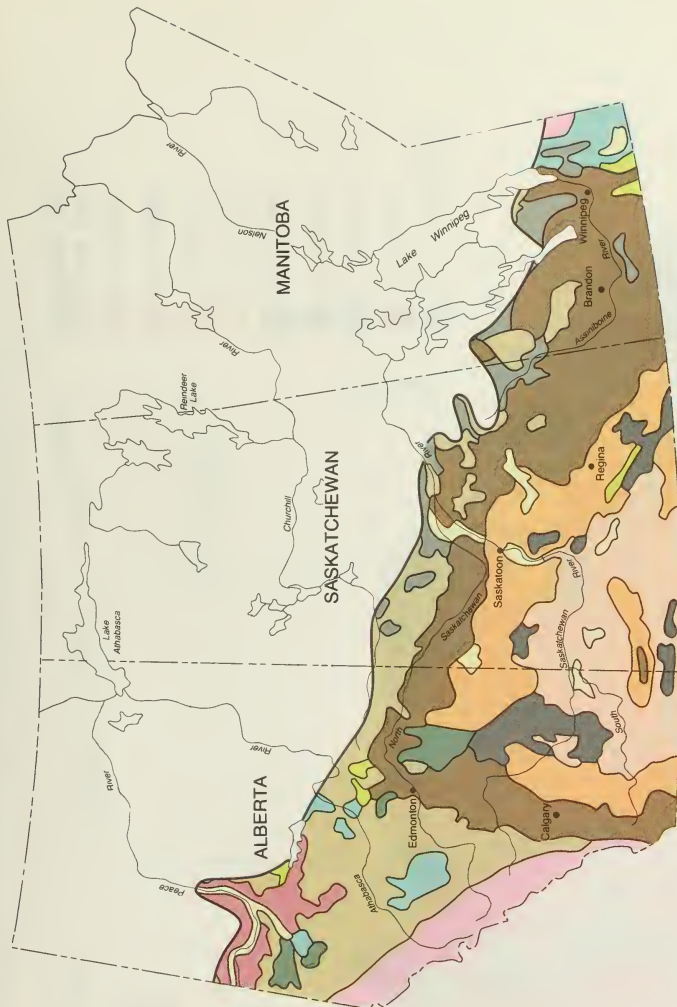 Lake
Athabasca
River
Reindeer
Lake
River
Nelson
River
Peace
River
Churchill
ALBERTA
SASKATCHEWAN
MANITOBA
Athabasca
Lake Winnipeg
River
Edmonton
North
Saskatchewan
Saskatoon
Calgary
South
Saskatchewan
River
Regina
Assiniboine
Brandon
River
Winnipeg